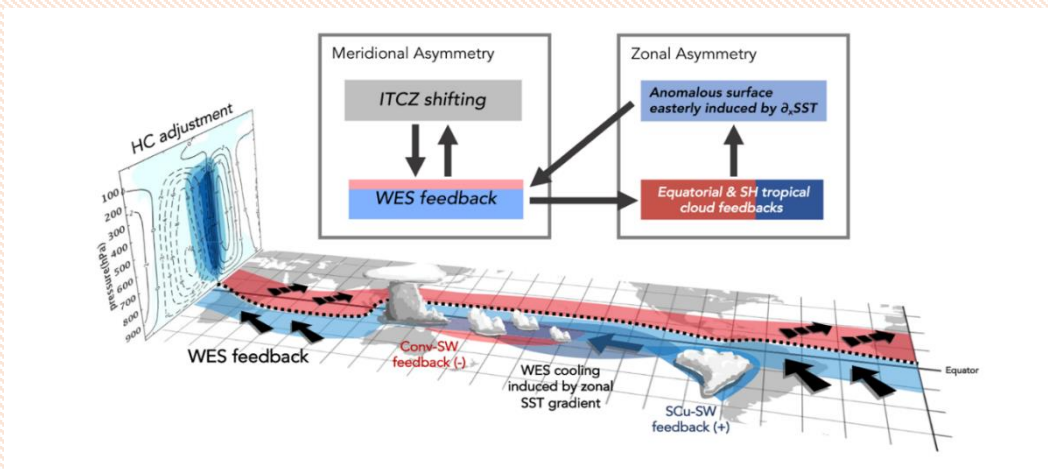 Meridional Asymmetry
ITCZ shifting
WES feedback
Zonal Asymmetry
Anomalous surface
easterly induced by ∂ₓSST
Equatorial & SH tropical
cloud feedbacks
HC adjustment
pressure(hPa)
100
200
300
400
500
600
700
800
900
WES feedback
Conv-SW
feedback (-)
WES cooling
induced by zonal
SST gradient
SCu-SW
feedback (+)
Equator